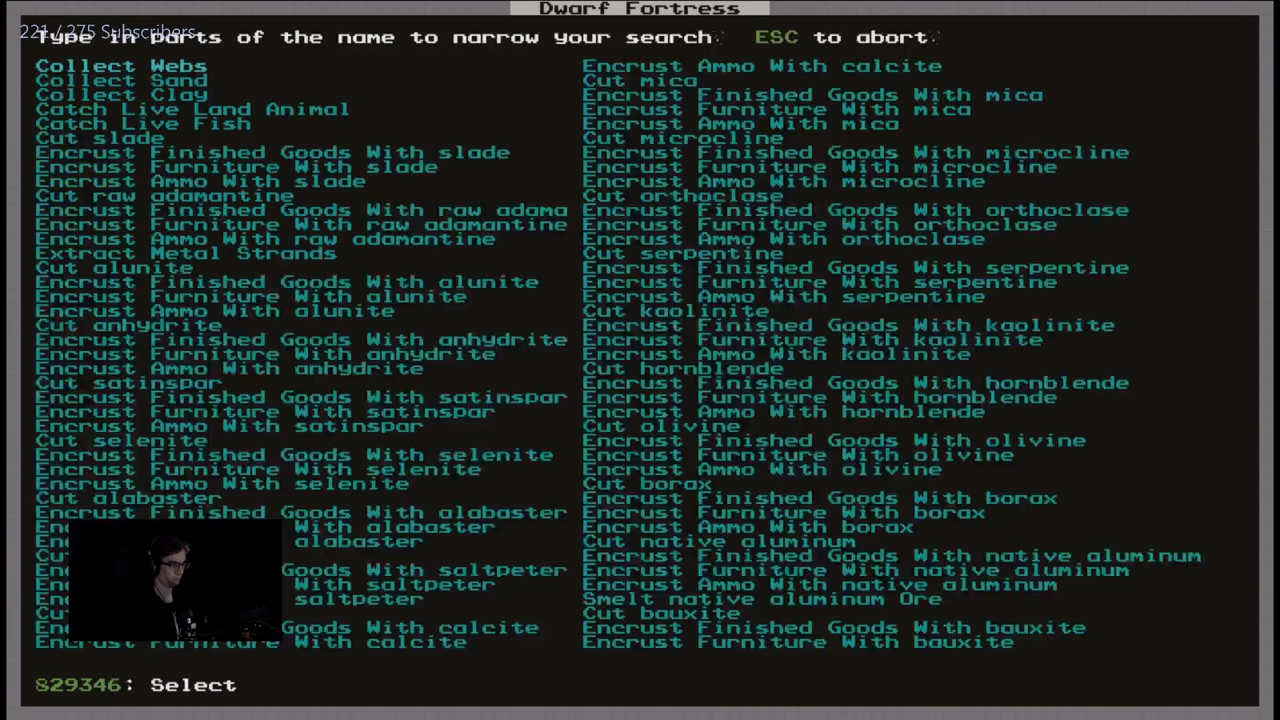 Dwarf Fortress
221 / 275 Subscribers
Type in parts of the name to narrow your search. ESC to abort.
Collect Webs
Collect Sand
Collect Clay
Catch Live Land Animal
Catch Live Fish
Cut slade
Encrust Finished Goods With slade
Encrust Furniture With slade
Encrust Ammo With slade
Cut raw adamantine
Encrust Finished Goods With raw adama
Encrust Furniture With raw adamantine
Encrust Ammo With raw adamantine
Extract Metal Strands
Cut alunite
Encrust Finished Goods With alunite
Encrust Furniture With alunite
Encrust Ammo With alunite
Cut anhydrite
Encrust Finished Goods With anhydrite
Encrust Furniture With anhydrite
Encrust Ammo With anhydrite
Cut satinspar
Encrust Finished Goods With satinspar
Encrust Furniture With satinspar
Encrust Ammo With satinspar
Cut selenite
Encrust Finished Goods With selenite
Encrust Furniture With selenite
Encrust Ammo With selenite
Cut alabaster
Encrust Finished Goods With alabaster
With alabaster
alabaster
Goods With saltpeter
With saltpeter
saltpeter
Goods With calcite
Encrust Furniture With calcite
Encrust Ammo With calcite
Cut mica
Encrust Finished Goods With mica
Encrust Furniture With mica
Encrust Ammo With mica
Cut microcline
Encrust Finished Goods With microcline
Encrust Furniture With microcline
Encrust Ammo With microcline
Cut orthoclase
Encrust Finished Goods With orthoclase
Encrust Furniture With orthoclase
Encrust Ammo With orthoclase
Cut serpentine
Encrust Finished Goods With serpentine
Encrust Furniture With serpentine
Encrust Ammo With serpentine
Cut kaolinite
Encrust Finished Goods With kaolinite
Encrust Furniture With kaolinite
Encrust Ammo With kaolinite
Cut hornblende
Encrust Finished Goods With hornblende
Encrust Furniture With hornblende
Encrust Ammo With hornblende
Cut olivine
Encrust Finished Goods With olivine
Encrust Furniture With olivine
Encrust Ammo With olivine
Cut borax
Encrust Finished Goods With borax
Encrust Furniture With borax
Encrust Ammo With borax
Cut native aluminum
Encrust Finished Goods With native aluminum
Encrust Furniture With native aluminum
Encrust Ammo With native aluminum
Smelt native aluminum Ore
Cut bauxite
Encrust Finished Goods With bauxite
Encrust Furniture With bauxite
829346: Select